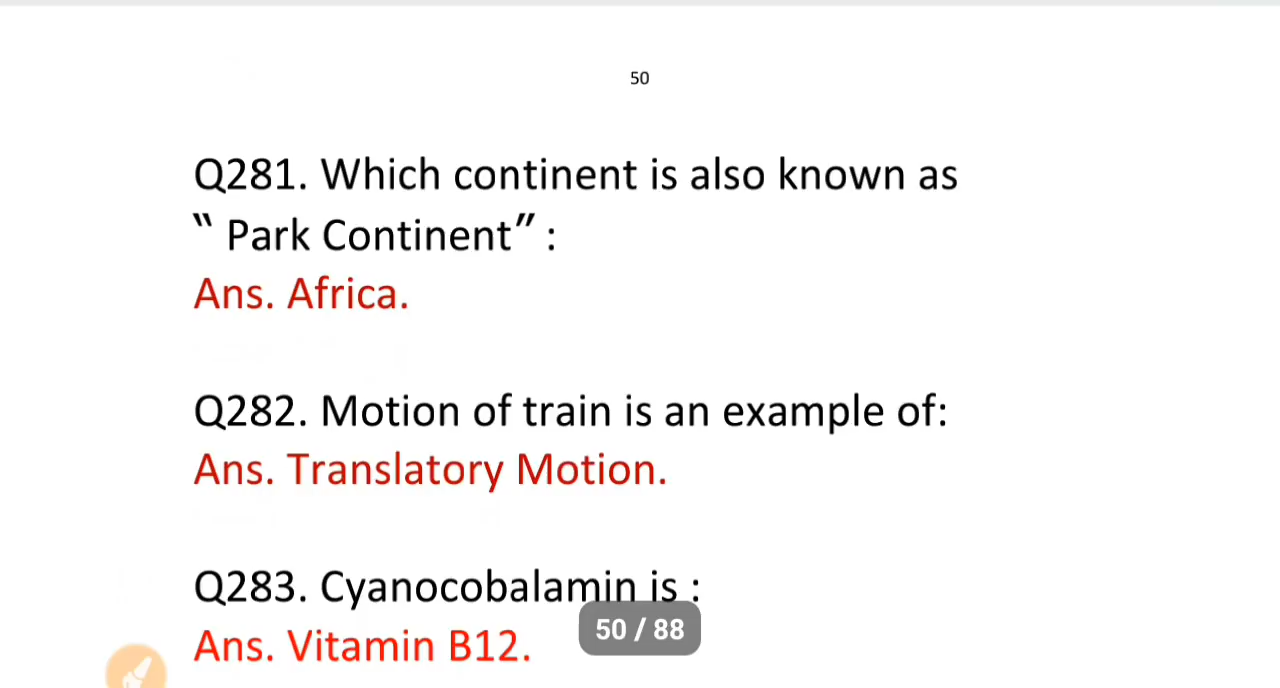 50
Q281. Which continent is also known as
“ Park Continent” :
Ans. Africa.
Q282. Motion of train is an example of:
Ans. Translatory Motion.
Q283. Cyanocobalamin is :
Ans. Vitamin B12.
50 / 88